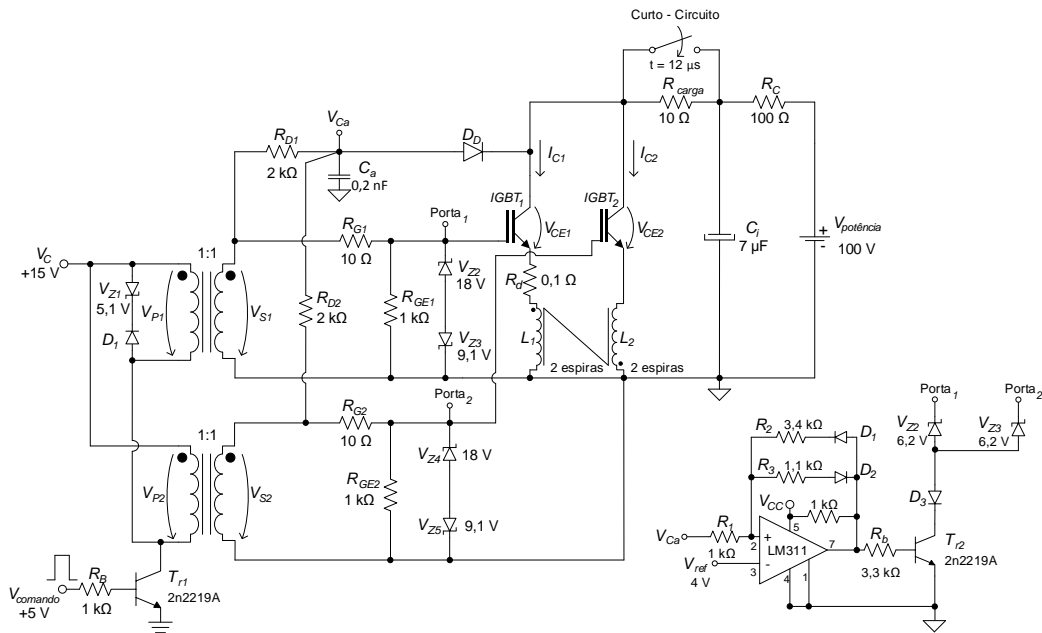 Curto - Circuito
t = 12 µs
R_carga
10 Ω
R_C
100 Ω
V_Ca
R_D1
2 kΩ
D_D
C_a
0,2 nF
I_C1
I_C2
Porta_1
IGBT_1
IGBT_2
V_CE1
V_CE2
C_i
7 µF
V_potência
100 V
V_C
+15 V
1:1
R_G1
10 Ω
V_Z1
5,1 V
D_1
V_P1
V_S1
R_D2
2 kΩ
R_GE1
1 kΩ
V_Z2
18 V
V_Z3
9,1 V
R_d
0,1 Ω
L_1
L_2
2 espiras
2 espiras
Porta_2
1:1
R_G2
10 Ω
V_P2
V_S2
R_GE2
1 kΩ
V_Z4
18 V
V_Z5
9,1 V
V_comando
+5 V
R_B
1 kΩ
T_r1
2n2219A
Porta_1
Porta_2
V_Z2
6,2 V
V_Z3
6,2 V
R_2
3,4 kΩ
D_1
R_3
1,1 kΩ
D_2
V_CC
1 kΩ
D_3
V_Ca
R_1
1 kΩ
V_ref
4 V
LM311
+
-
2
3
5
7
4
1
R_b
3,3 kΩ
T_r2
2n2219A